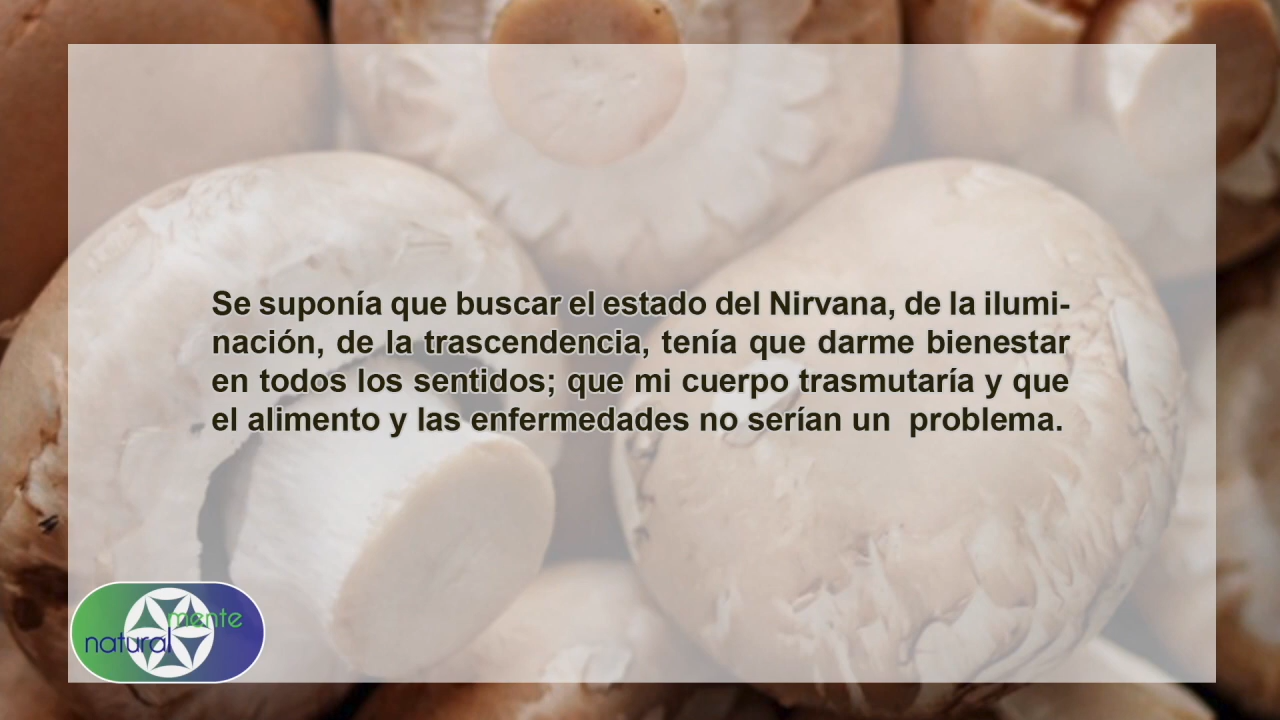 Se suponía que buscar el estado del Nirvana, de la ilumi-
nación, de la trascendencia, tenía que darme bienestar
en todos los sentidos; que mi cuerpo trasmutaría y que
el alimento y las enfermedades no serían un  problema.
mente
natural